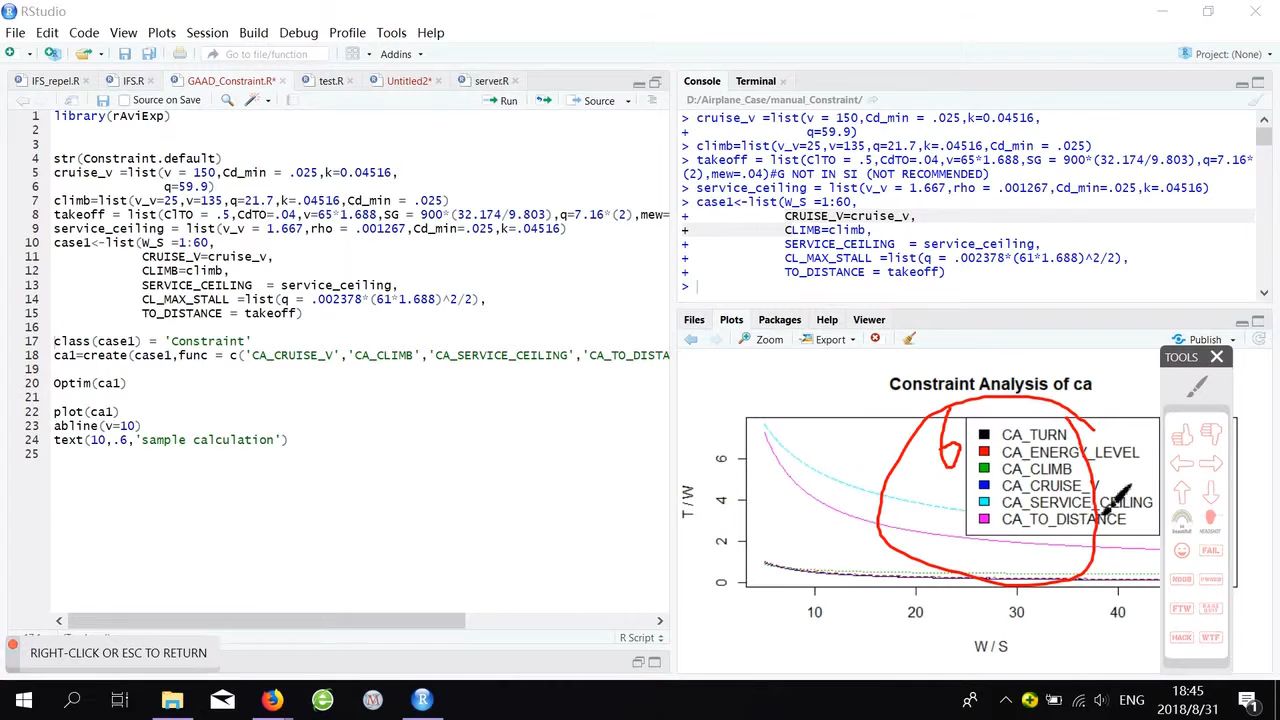 RStudio
File Edit Code View Plots Session Build Debug Profile Tools Help
Go to file/function Addins Project: (None)
IFS_repel.R IFS.R GAAD_Constraint.R* test.R Untitled2* server.R
Source on Save Run Source
1 library(rAviExp)
2
3
4 str(Constraint.default)
5 cruise_v =list(v = 150,Cd_min = .025,k=0.04516,
6 q=59.9)
7 climb=list(v_v=25,v=135,q=21.7,k=.04516,Cd_min = .025)
8 takeoff = list(ClTO = .5,CdTO=.04,v=65*1.688,SG = 900*(32.174/9.803),q=7.16*(2),mew=
9 service_ceiling = list(v_v = 1.667,rho = .001267,Cd_min=.025,k=.04516)
10 case1<-list(W_S =1:60,
11 CRUISE_V=cruise_v,
12 CLIMB=climb,
13 SERVICE_CEILING = service_ceiling,
14 CL_MAX_STALL =list(q = .002378*(61*1.688)^2/2),
15 TO_DISTANCE = takeoff)
16
17 class(case1) = 'Constraint'
18 ca1=create(case1,func = c('CA_CRUISE_V','CA_CLIMB','CA_SERVICE_CEILING','CA_TO_DISTA
19
20 Optim(ca1)
21
22 plot(ca1)
23 abline(v=10)
24 text(10,.6,'sample calculation')
25
R Script
RIGHT-CLICK OR ESC TO RETURN
Console Terminal
D:/Airplane_Case/manual_Constraint/
> cruise_v =list(v = 150,Cd_min = .025,k=0.04516,
+ q=59.9)
> climb=list(v_v=25,v=135,q=21.7,k=.04516,Cd_min = .025)
> takeoff = list(ClTO = .5,CdTO=.04,v=65*1.688,SG = 900*(32.174/9.803),q=7.16*
(2),mew=.04)#G NOT IN SI (NOT RECOMMENDED)
> service_ceiling = list(v_v = 1.667,rho = .001267,Cd_min=.025,k=.04516)
> case1<-list(W_S =1:60,
+ CRUISE_V=cruise_v,
+ CLIMB=climb,
+ SERVICE_CEILING = service_ceiling,
+ CL_MAX_STALL =list(q = .002378*(61*1.688)^2/2),
+ TO_DISTANCE = takeoff)
>
Files Plots Packages Help Viewer
Zoom Export Publish
TOOLS
Constraint Analysis of ca
6
CA_TURN
CA_ENERGY_LEVEL
CA_CLIMB
CA_CRUISE_V
CA_SERVICE_CEILING
CA_TO_DISTANCE
T / W
6
4
2
0
10 20 30 40
W / S
HEADSHOT
FAIL
NOOB
FTW
RAGE QUIT
HACK WTF
ENG
18:45
2018/8/31
1